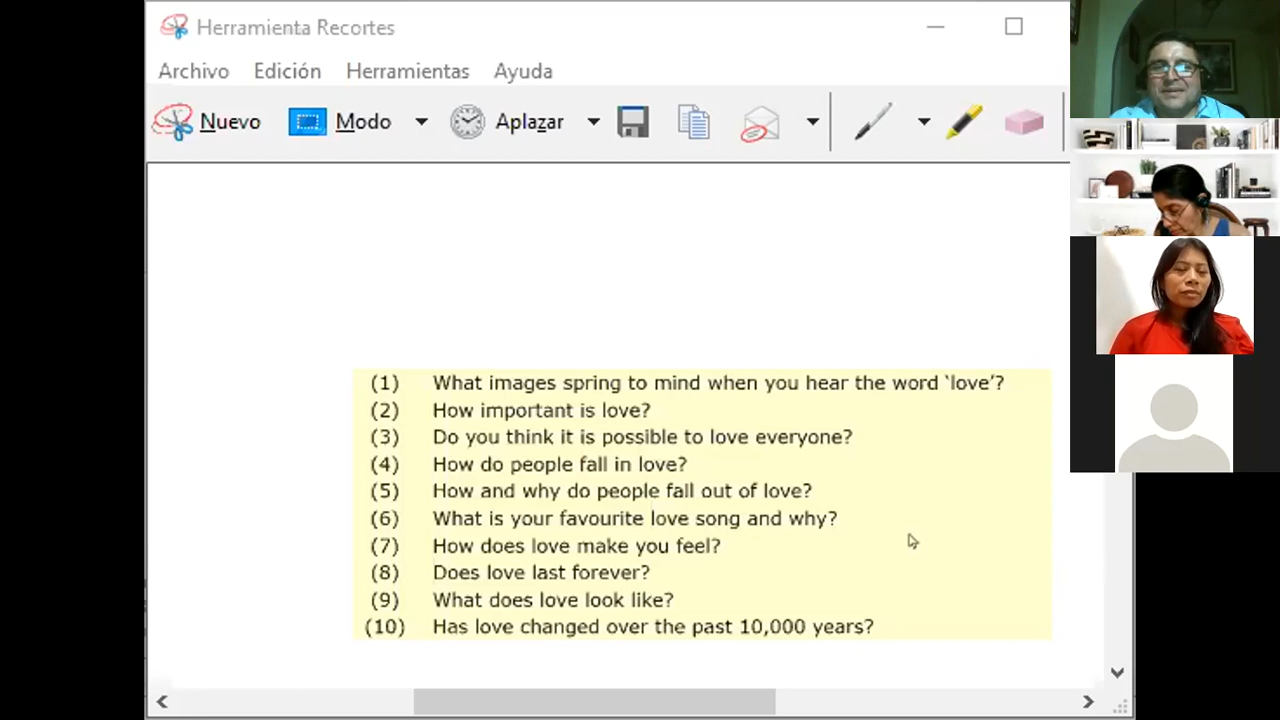 Herramienta Recortes
Archivo Edición Herramientas Ayuda
Nuevo Modo Aplazar
(1) What images spring to mind when you hear the word ‘love’?
(2) How important is love?
(3) Do you think it is possible to love everyone?
(4) How do people fall in love?
(5) How and why do people fall out of love?
(6) What is your favourite love song and why?
(7) How does love make you feel?
(8) Does love last forever?
(9) What does love look like?
(10) Has love changed over the past 10,000 years?